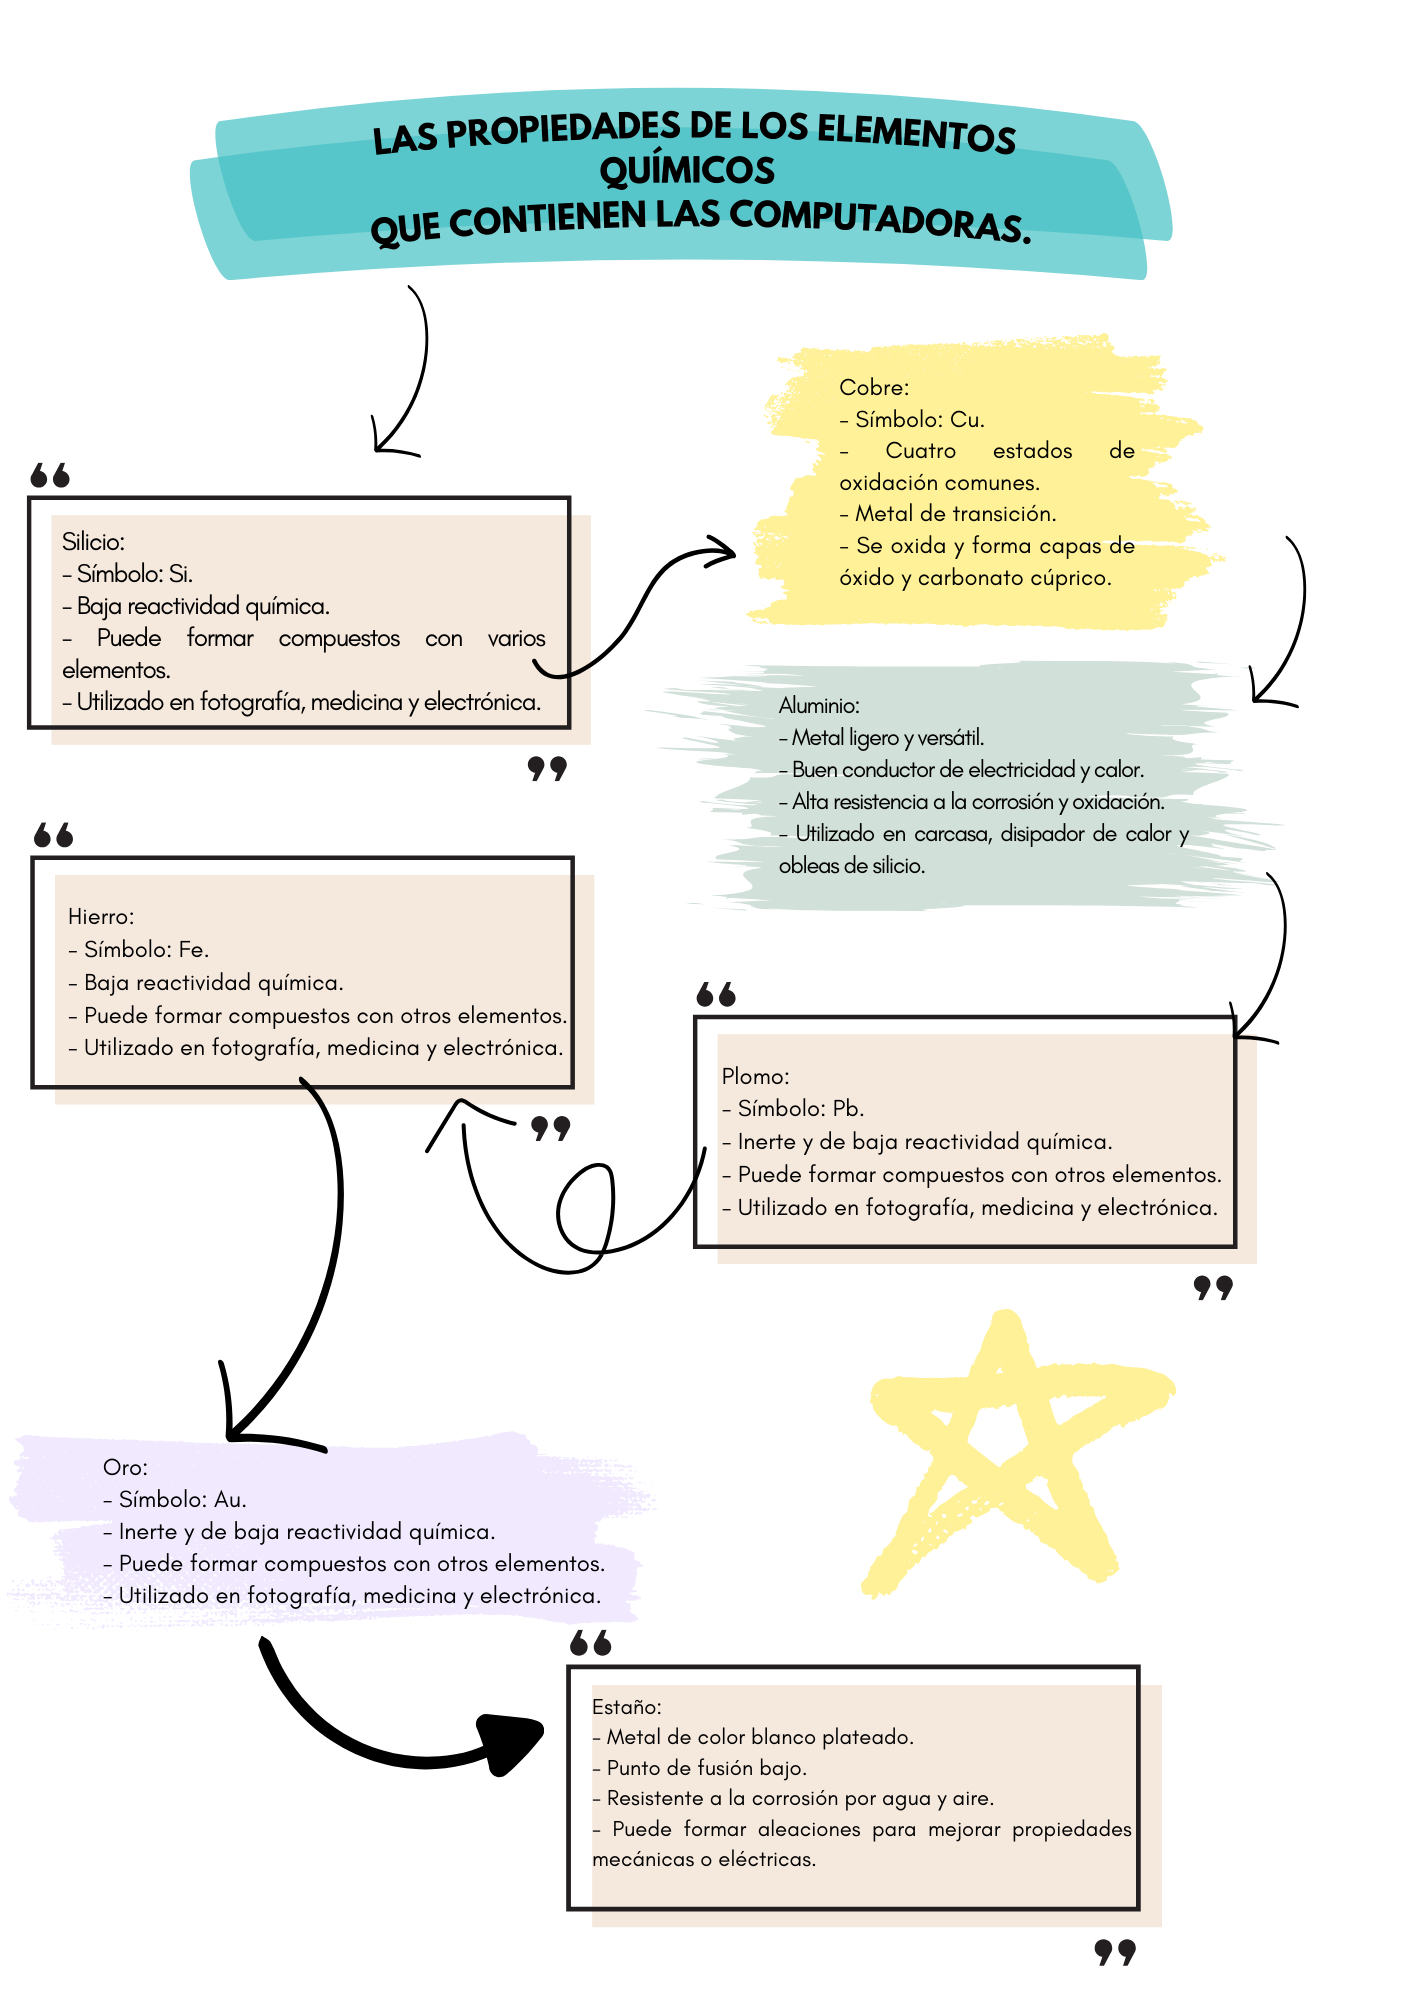 LAS PROPIEDADES DE LOS ELEMENTOS
QUÍMICOS
QUE CONTIENEN LAS COMPUTADORAS.
Silicio:
- Símbolo: Si.
- Baja reactividad química.
- Puede formar compuestos con varios
elementos.
- Utilizado en fotografía, medicina y electrónica.
Cobre:
- Símbolo: Cu.
- Cuatro estados de
oxidación comunes.
- Metal de transición.
- Se oxida y forma capas de
óxido y carbonato cúprico.
Aluminio:
- Metal ligero y versátil.
- Buen conductor de electricidad y calor.
- Alta resistencia a la corrosión y oxidación.
- Utilizado en carcasa, disipador de calor y
obleas de silicio.
Plomo:
- Símbolo: Pb.
- Inerte y de baja reactividad química.
- Puede formar compuestos con otros elementos.
- Utilizado en fotografía, medicina y electrónica.
Hierro:
- Símbolo: Fe.
- Baja reactividad química.
- Puede formar compuestos con otros elementos.
- Utilizado en fotografía, medicina y electrónica.
Oro:
- Símbolo: Au.
- Inerte y de baja reactividad química.
- Puede formar compuestos con otros elementos.
- Utilizado en fotografía, medicina y electrónica.
Estaño:
- Metal de color blanco plateado.
- Punto de fusión bajo.
- Resistente a la corrosión por agua y aire.
- Puede formar aleaciones para mejorar propiedades
mecánicas o eléctricas.